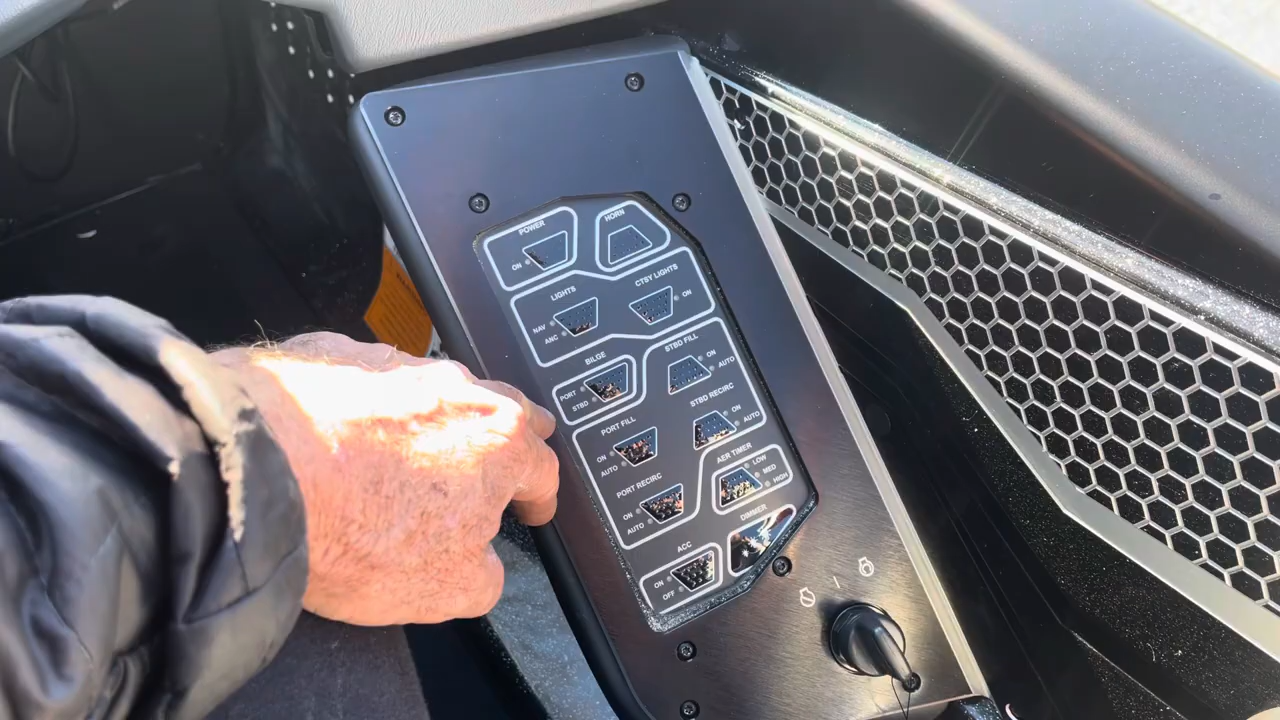 POWER
ON
HORN
LIGHTS
NAV
ANC
CTSY LIGHTS
ON
BILGE
PORT
STBD
STBD FILL
ON
AUTO
STBD RECIRC
ON
AUTO
PORT FILL
ON
AUTO
PORT RECIRC
ON
AUTO
AER TIMER
LOW
MED
HIGH
DIMMER
ACC
ON
OFF